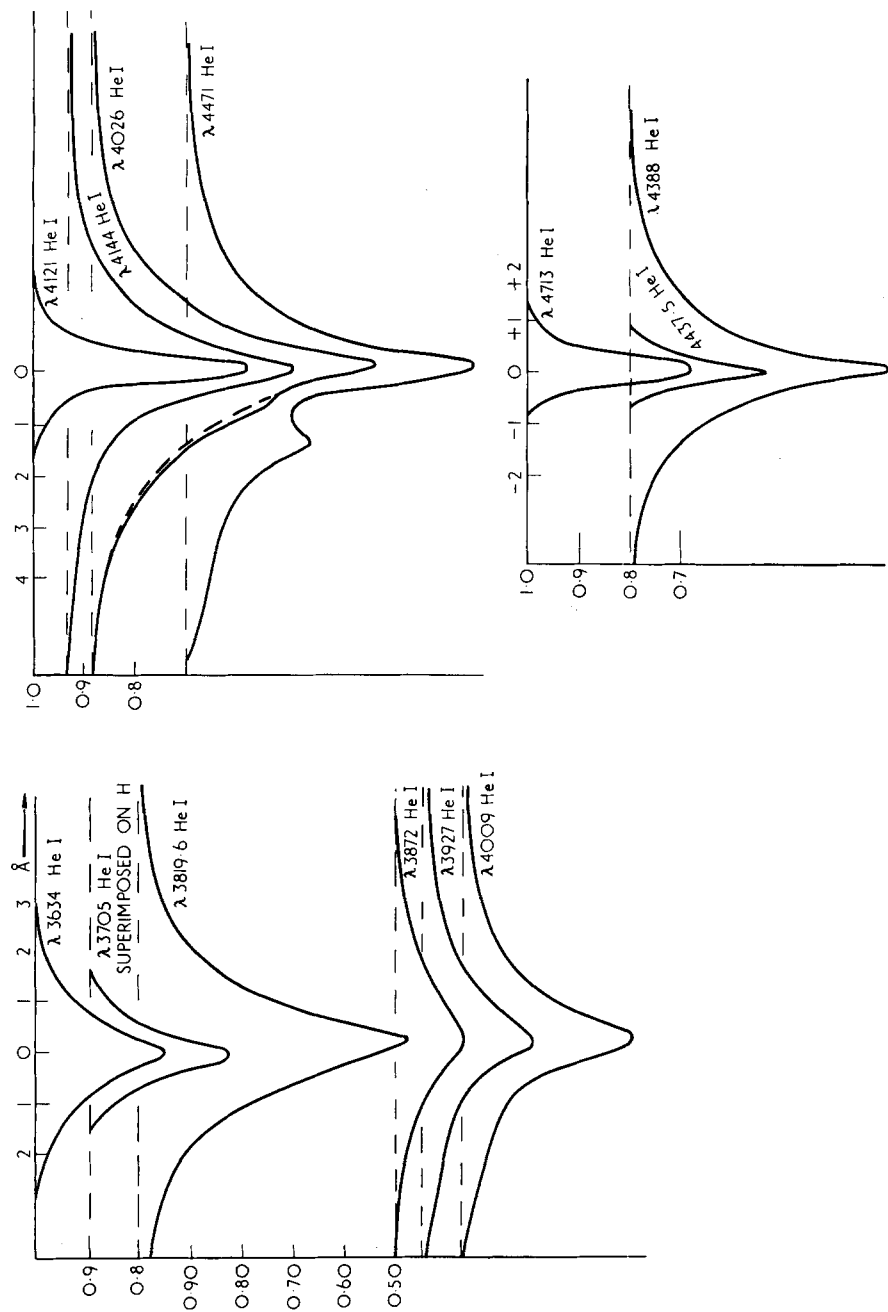 Å
3 2 1 0 1 2
λ 3634 He I
λ 3705 He I
SUPERIMPOSED ON H
λ 3819·6 He I
λ 3872 He I
λ 3927 He I
λ 4009 He I
0·9
0·8
0·90
0·80
0·70
0·60
0·50
0 1 2 3 4
λ 4121 He I
λ 4144 He I
λ 4026 He I
λ 4471 He I
1·0
0·9
0·8
+2 +1 0 -1 -2
λ 4713 He I
4437·5 He I
λ 4388 He I
1·0
0·9
0·8
0·7